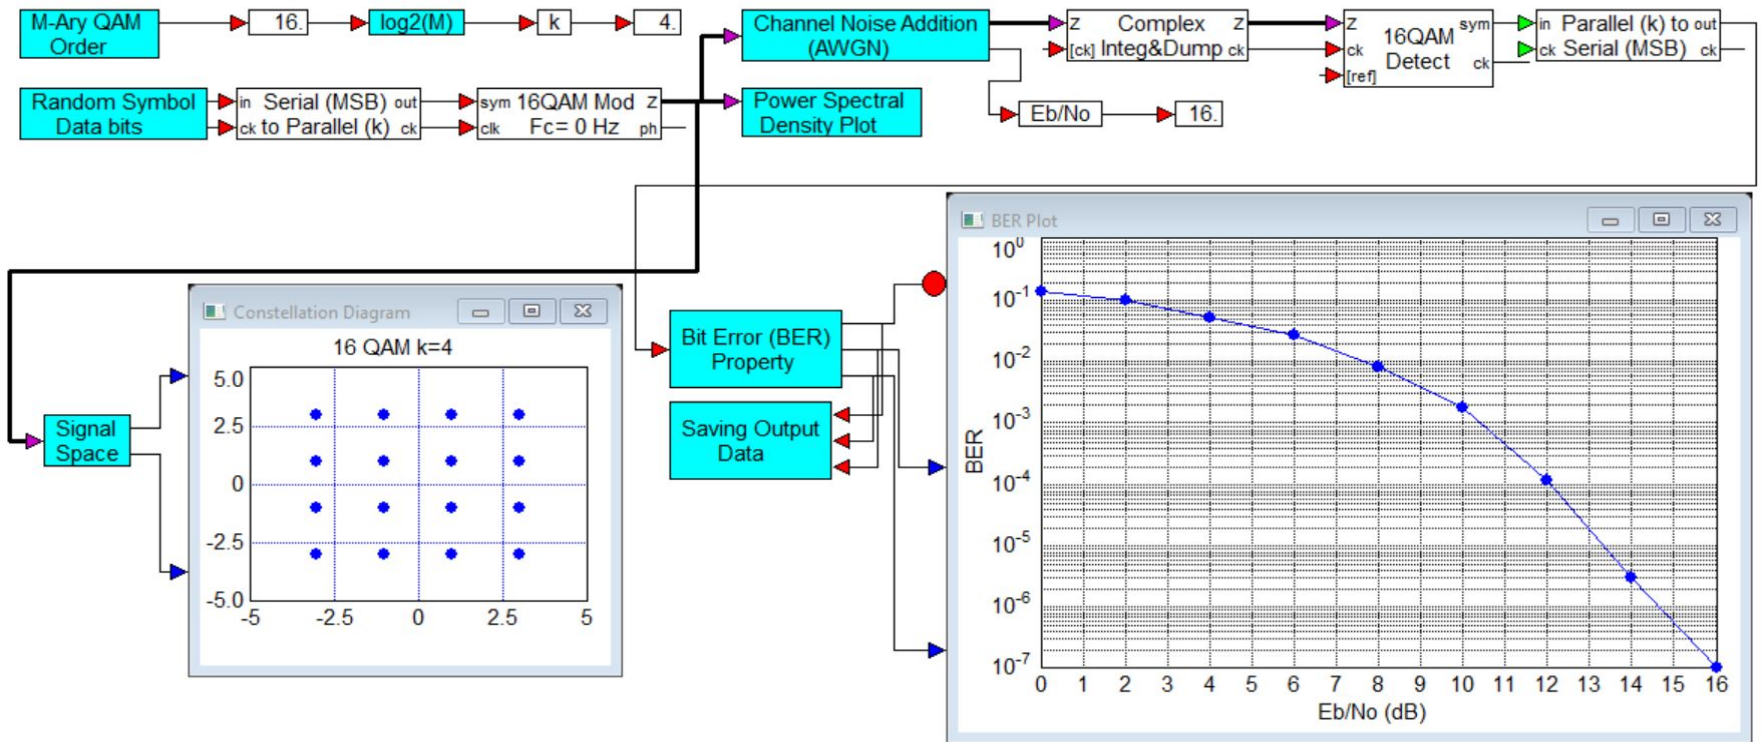 M-Ary QAM
Order
16.
log2(M)
k
4.
Channel Noise Addition
(AWGN)
Z Complex Z
[ck] Integ&Dump ck
Z 16QAM sym
ck Detect ck
[ref]
in Parallel (k) to out
ck Serial (MSB) ck
Random Symbol
Data bits
in Serial (MSB) out
ck to Parallel (k) ck
sym 16QAM Mod Z
clk Fc= 0 Hz ph
Power Spectral
Density Plot
Eb/No
16.
Signal
Space
Constellation Diagram
16 QAM k=4
5.0
2.5
0
-2.5
-5.0
-5 -2.5 0 2.5 5
Bit Error (BER)
Property
Saving Output
Data
BER Plot
10⁰
10⁻¹
10⁻²
10⁻³
10⁻⁴
10⁻⁵
10⁻⁶
10⁻⁷
BER
0 1 2 3 4 5 6 7 8 9 10 11 12 13 14 15 16
Eb/No (dB)